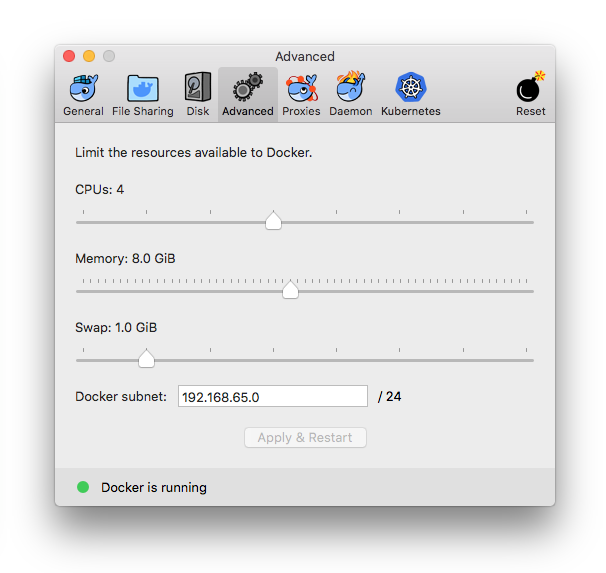 Advanced
General File Sharing Disk Advanced Proxies Daemon Kubernetes Reset
Limit the resources available to Docker.
CPUs: 4
Memory: 8.0 GiB
Swap: 1.0 GiB
Docker subnet: 192.168.65.0 / 24
Apply & Restart
Docker is running